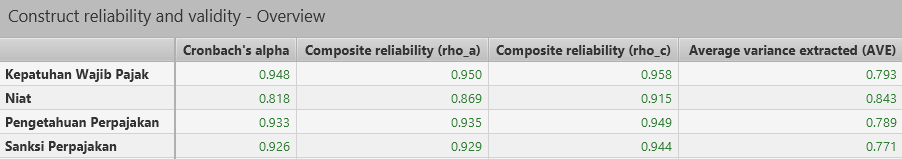 Construct reliability and validity - Overview
Cronbach's alpha Composite reliability (rho_a) Composite reliability (rho_c) Average variance extracted (AVE)
Kepatuhan Wajib Pajak 0.948 0.950 0.958 0.793
Niat 0.818 0.869 0.915 0.843
Pengetahuan Perpajakan 0.933 0.935 0.949 0.789
Sanksi Perpajakan 0.926 0.929 0.944 0.771